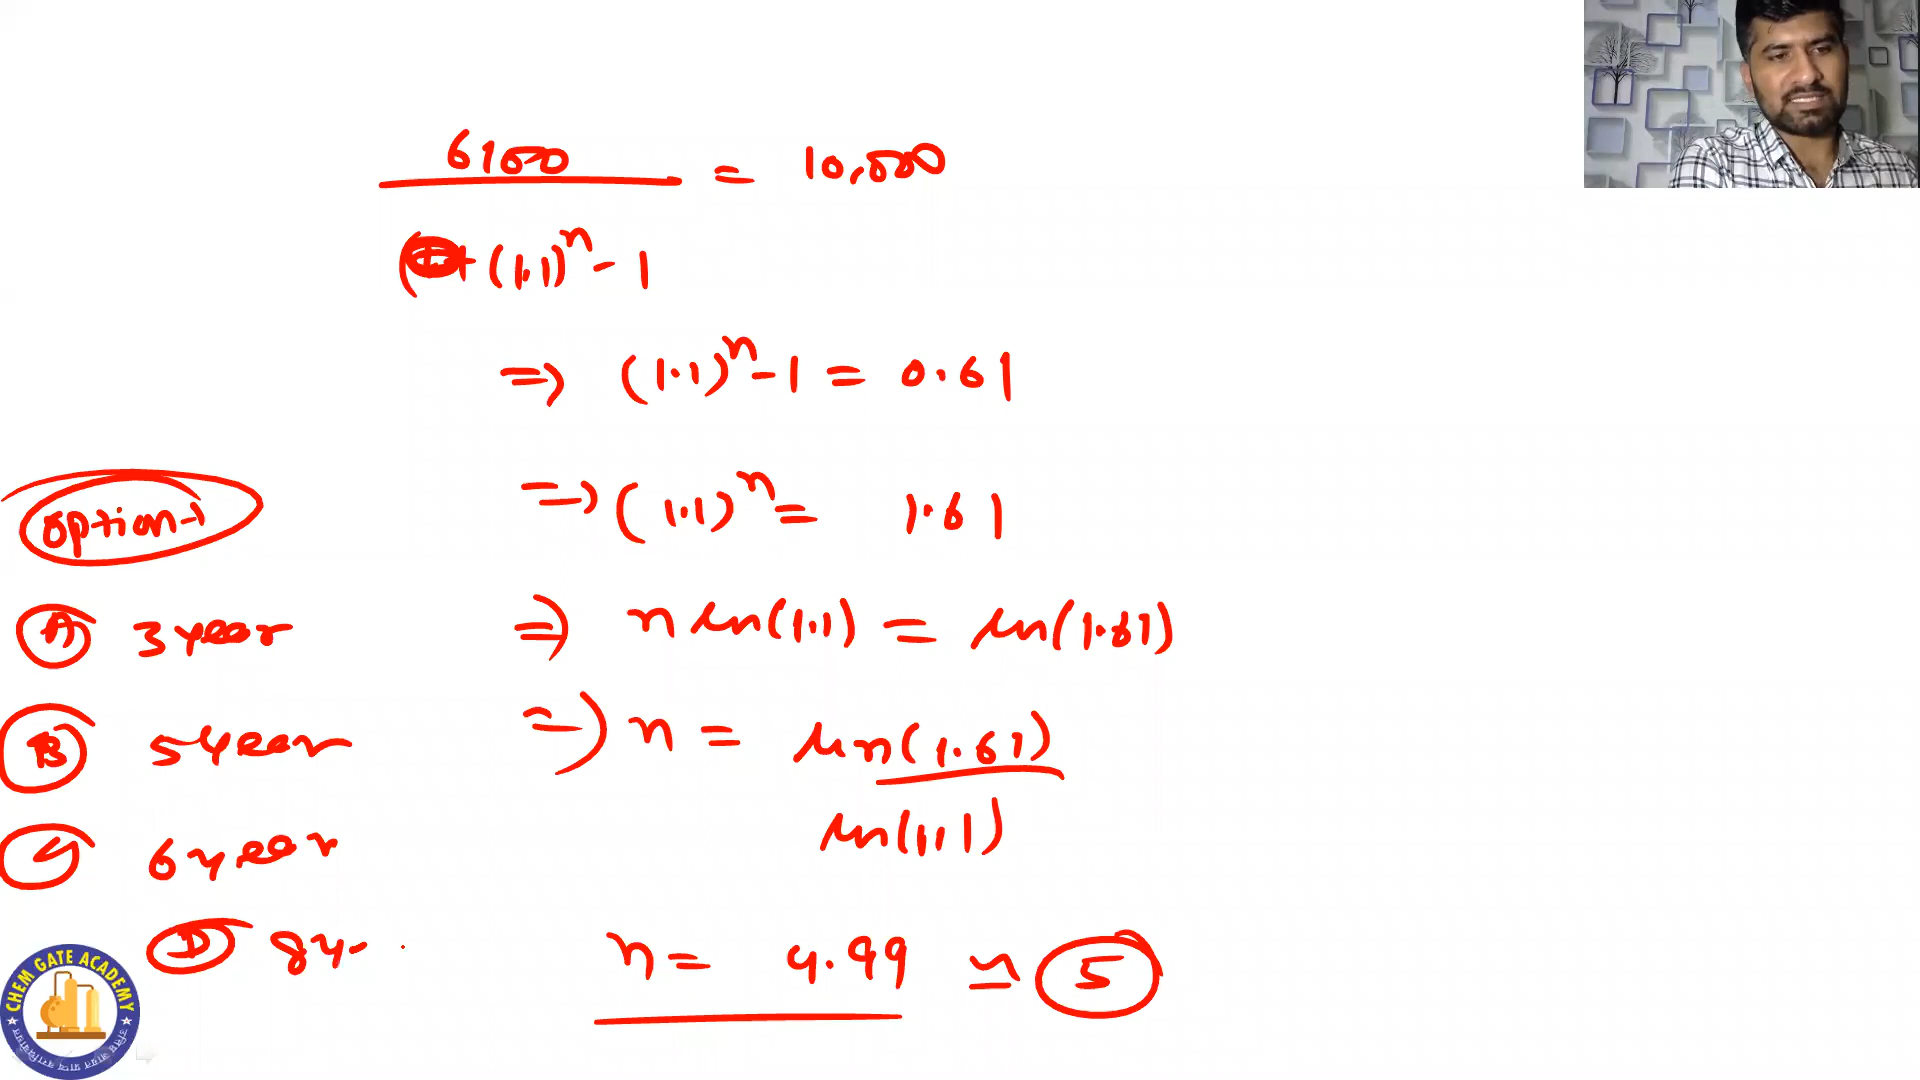 6100 = 10,000
(1.1)ⁿ - 1
⇒ (1.1)ⁿ - 1 = 0.61
⇒ (1.1)ⁿ = 1.61
⇒ n ln(1.1) = ln(1.61)
⇒ n = ln(1.61)
ln(1.1)
n = 4.99 ≃ 5
option-1
A 3 year
B 5 year
C 6 year
D 8 y
CHEM GATE ACADEMY